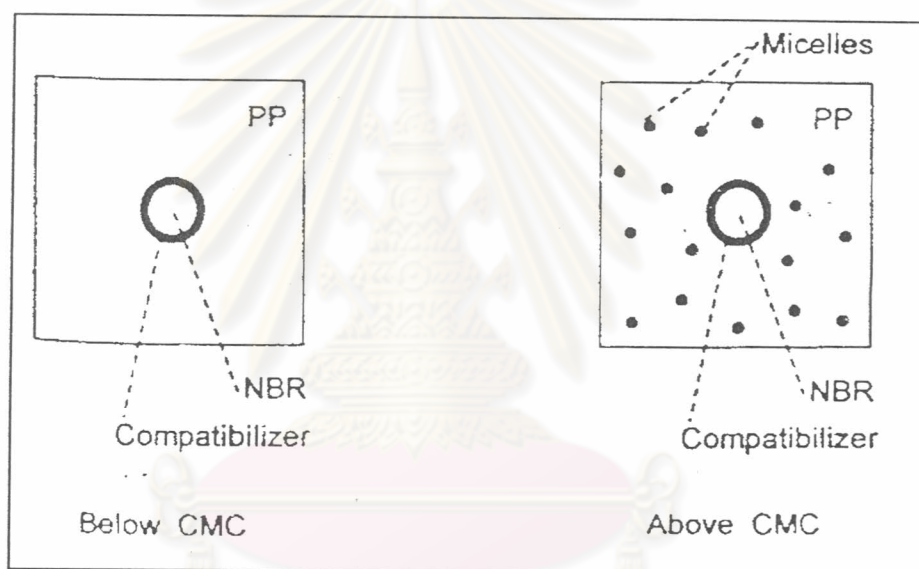 Micelles
PP
PP
NBR
Compatibilizer
NBR
Compatibilizer
Below CMC
Above CMC